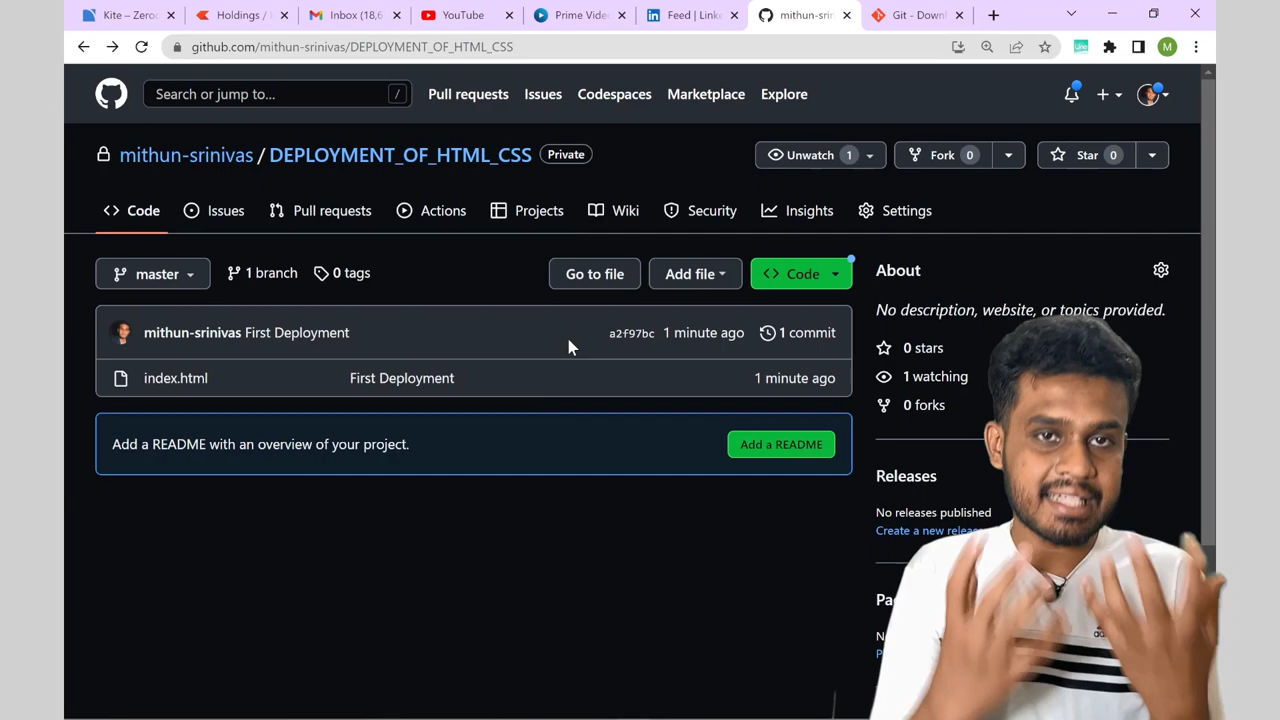 Kite - Zeroc
Holdings /
Inbox (18,6
YouTube
Prime Vide
Feed | Linke
mithun-srin
Git - Downl
github.com/mithun-srinivas/DEPLOYMENT_OF_HTML_CSS
M
Search or jump to...
/
Pull requests
Issues
Codespaces
Marketplace
Explore
mithun-srinivas / DEPLOYMENT_OF_HTML_CSS
Private
Unwatch 1
Fork 0
Star 0
Code
Issues
Pull requests
Actions
Projects
Wiki
Security
Insights
Settings
master
1 branch
0 tags
Go to file
Add file
Code
mithun-srinivas First Deployment
a2f97bc 1 minute ago
1 commit
index.html
First Deployment
1 minute ago
Add a README with an overview of your project.
Add a README
About
No description, website, or topics provided.
0 stars
1 watching
0 forks
Releases
No releases published
Create a new releas